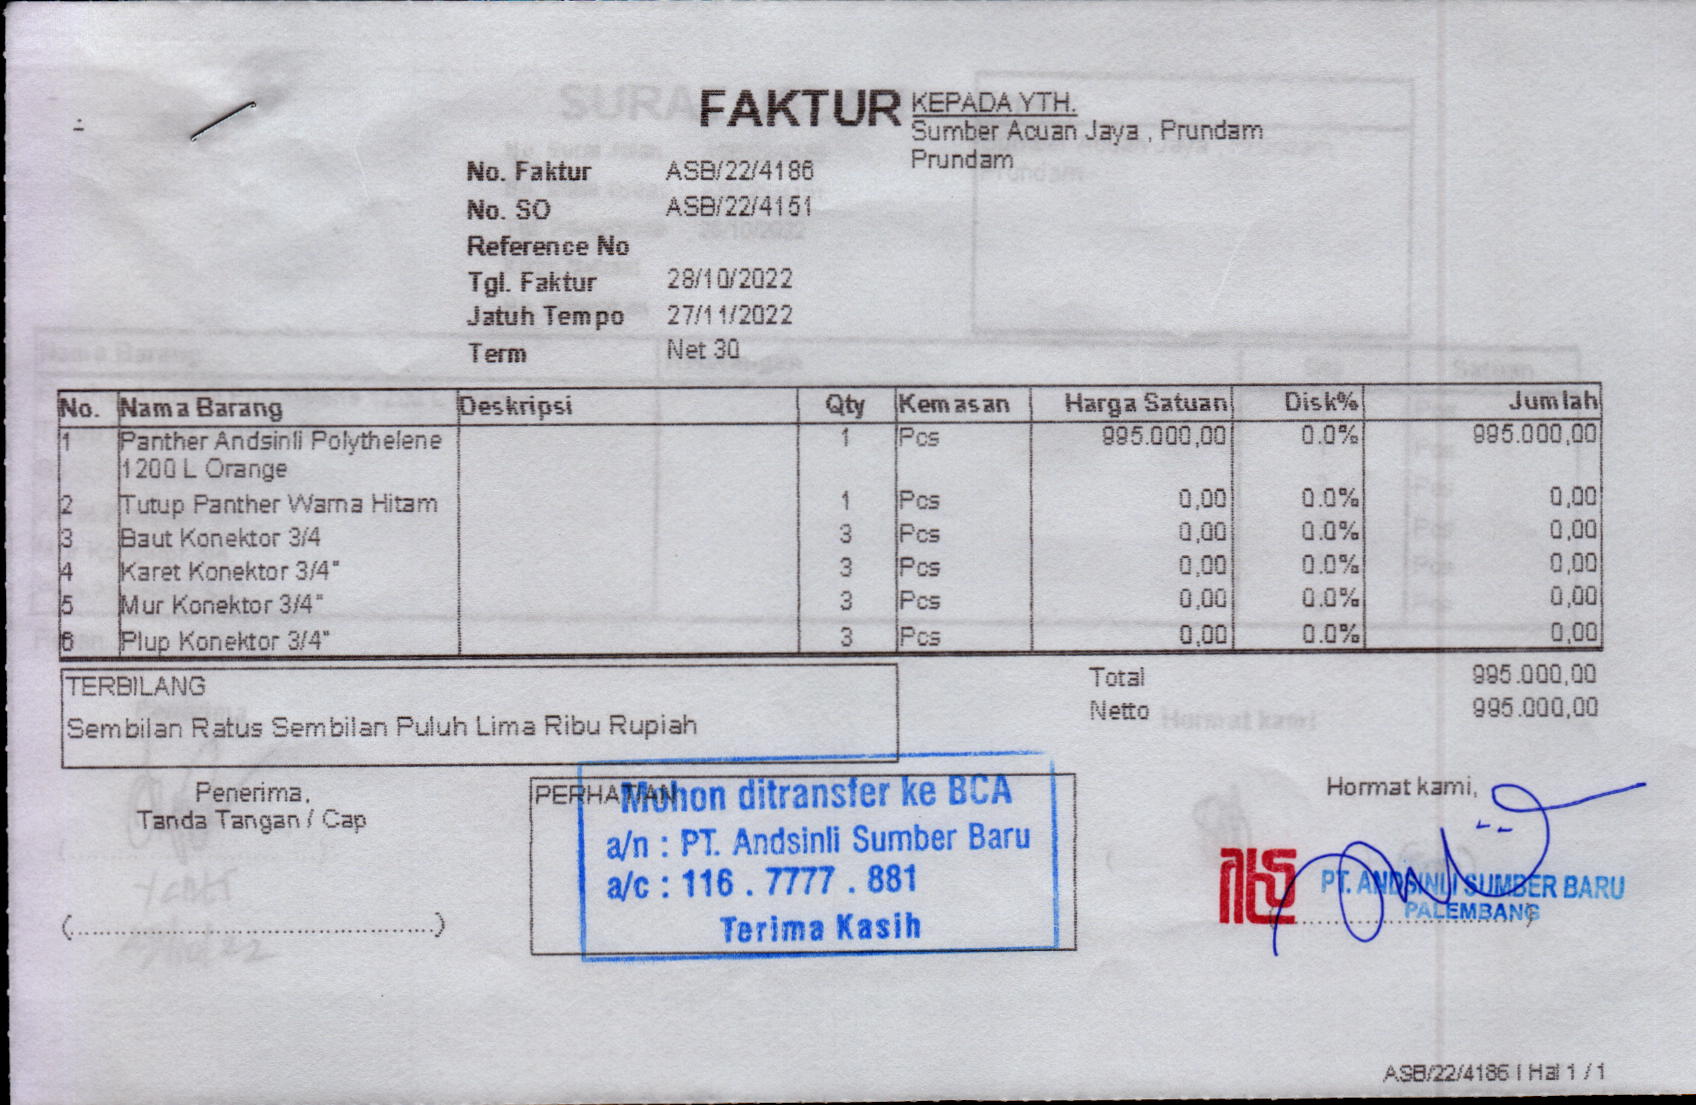 FAKTUR
KEPADA YTH.
Sumber Acuan Jaya , Prundam
Prundam
No. Faktur ASB/22/4186
No. SO ASB/22/4151
Reference No
Tgl. Faktur 28/10/2022
Jatuh Tempo 27/11/2022
Term Net 30
No. Nama Barang Deskripsi Qty Kemasan Harga Satuan Disk% Jumlah
1 Panther Andsinli Polythelene 1 Pcs 995.000,00 0.0% 995.000,00
1200 L Orange
2 Tutup Panther Warna Hitam 1 Pcs 0,00 0.0% 0,00
3 Baut Konektor 3/4 3 Pcs 0,00 0.0% 0,00
4 Karet Konektor 3/4" 3 Pcs 0,00 0.0% 0,00
5 Mur Konektor 3/4" 3 Pcs 0,00 0.0% 0,00
6 Plup Konektor 3/4" 3 Pcs 0,00 0.0% 0,00
Total 995.000,00
Netto 995.000,00
TERBILANG
Sembilan Ratus Sembilan Puluh Lima Ribu Rupiah
Penerima,
Tanda Tangan / Cap
(..........................................)
PERHATIAN
Mohon ditransfer ke BCA
a/n : PT. Andsinli Sumber Baru
a/c : 116 . 7777 . 881
Terima Kasih
Hormat kami,
PT. ANDSINLI SUMBER BARU
PALEMBANG
ASB/22/4186 | Hal 1 / 1